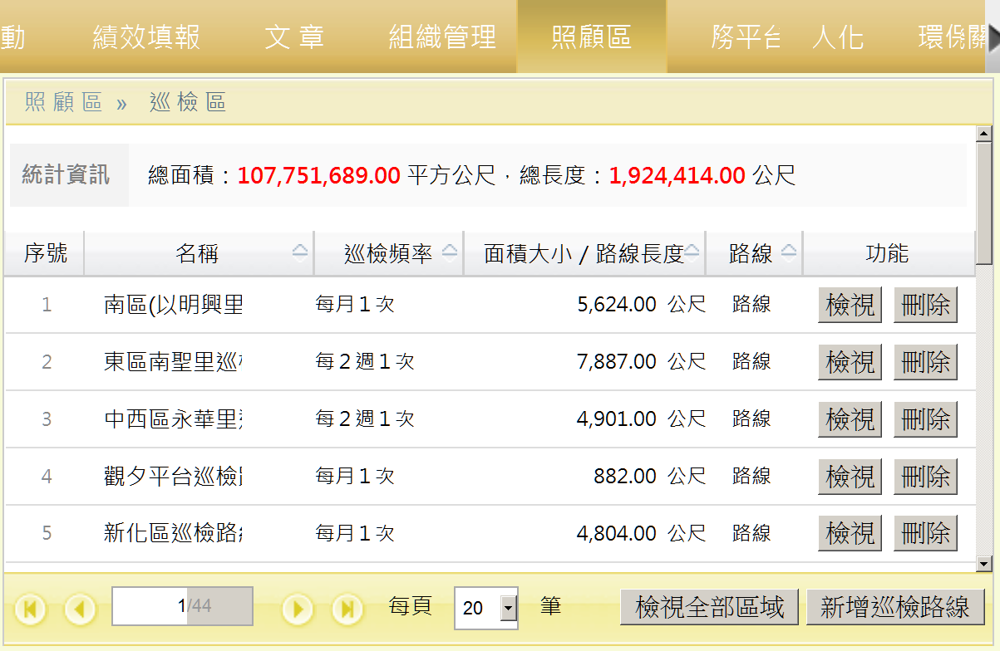 動 績效填報 文章 組織管理 照顧區 務平台 人化 環保關
照顧區 » 巡檢區
統計資訊 總面積：107,751,689.00 平方公尺，總長度：1,924,414.00 公尺
序號 名稱 巡檢頻率 面積大小 / 路線長度 路線 功能
1 南區(以明興里 每月1次 5,624.00 公尺 路線 檢視 刪除
2 東區南聖里巡 每2週1次 7,887.00 公尺 路線 檢視 刪除
3 中西區永華里 每2週1次 4,901.00 公尺 路線 檢視 刪除
4 觀夕平台巡檢 每月1次 882.00 公尺 路線 檢視 刪除
5 新化區巡檢路 每月1次 4,804.00 公尺 路線 檢視 刪除
1/44 每頁 20 筆 檢視全部區域 新增巡檢路線